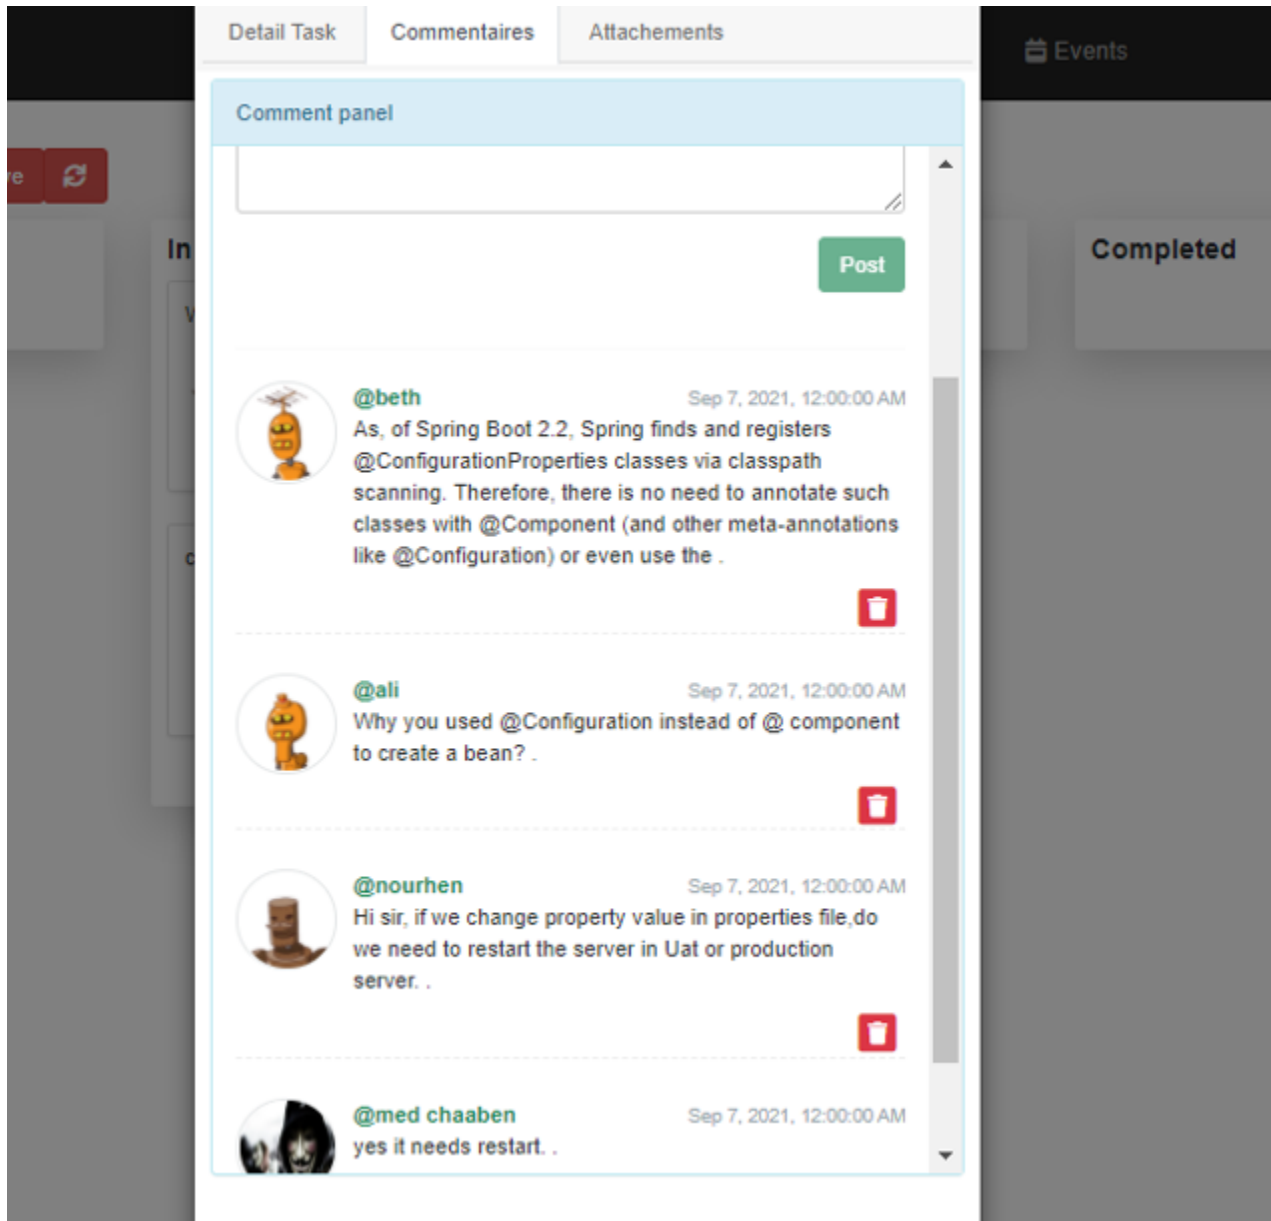 Detail Task
Commentaires
Attachements
Events
Comment panel
Post
In
Completed
@beth
Sep 7, 2021, 12:00:00 AM
As, of Spring Boot 2.2, Spring finds and registers
@ConfigurationProperties classes via classpath
scanning. Therefore, there is no need to annotate such
classes with @Component (and other meta-annotations
like @Configuration) or even use the .
@ali
Sep 7, 2021, 12:00:00 AM
Why you used @Configuration instead of @ component
to create a bean? .
@nourhen
Sep 7, 2021, 12:00:00 AM
Hi sir, if we change property value in properties file,do
we need to restart the server in Uat or production
server. .
@med chaaben
Sep 7, 2021, 12:00:00 AM
yes it needs restart. .